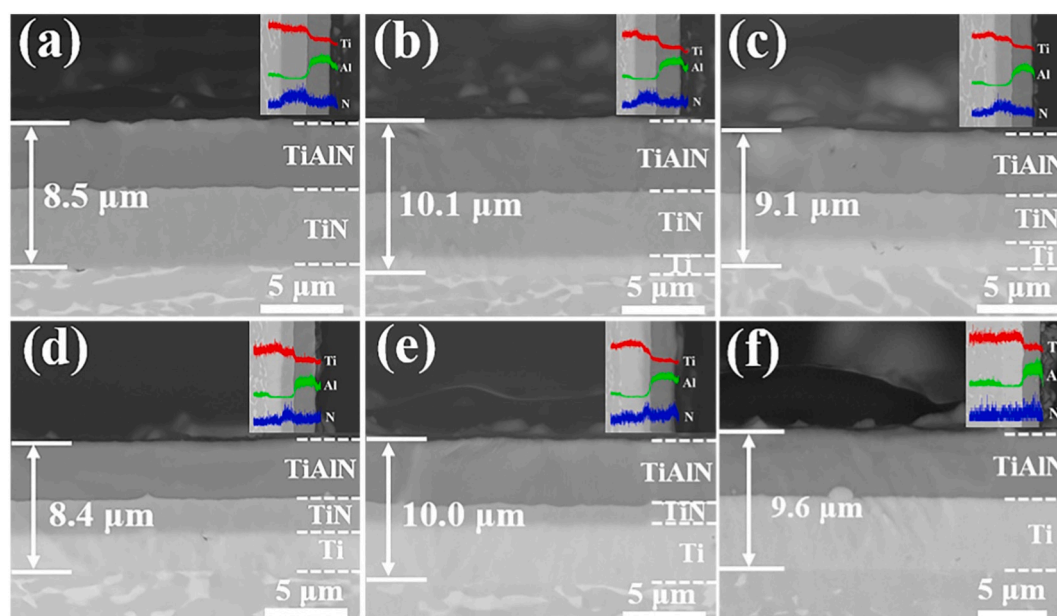 (a)
Ti
Al
N
TiAlN
8.5 μm
TiN
5 μm
(b)
Ti
Al
N
TiAlN
10.1 μm
TiN
Ti
5 μm
(c)
Ti
Al
N
TiAlN
9.1 μm
TiN
Ti
5 μm
(d)
Ti
Al
N
TiAlN
8.4 μm
TiN
Ti
5 μm
(e)
Ti
Al
N
TiAlN
10.0 μm
TiN
Ti
5 μm
(f)
T
A
N
TiAlN
9.6 μm
Ti
5 μm